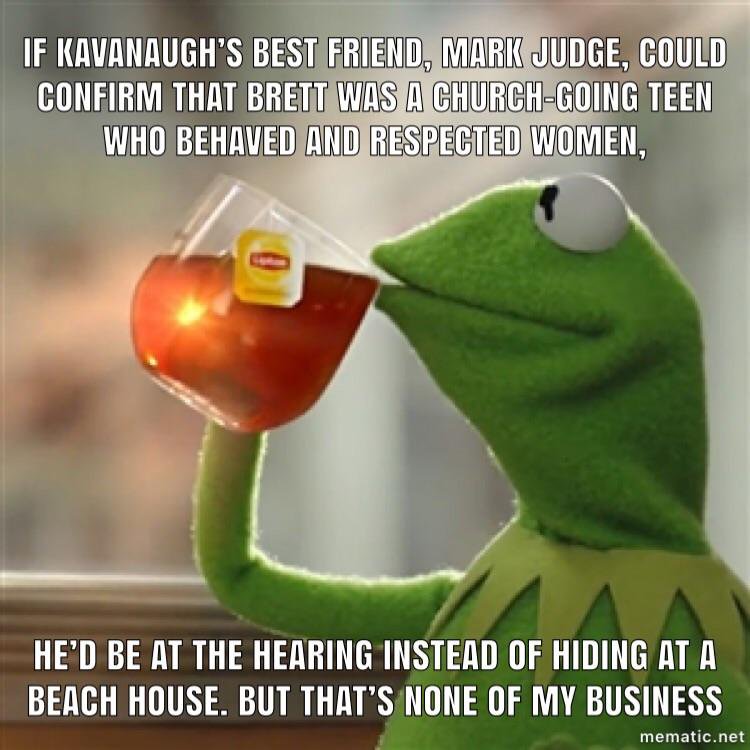 IF KAVANAUGH’S BEST FRIEND, MARK JUDGE, COULD
CONFIRM THAT BRETT WAS A CHURCH-GOING TEEN
WHO BEHAVED AND RESPECTED WOMEN,
Lipton
HE’D BE AT THE HEARING INSTEAD OF HIDING AT A
BEACH HOUSE. BUT THAT’S NONE OF MY BUSINESS
mematic.net